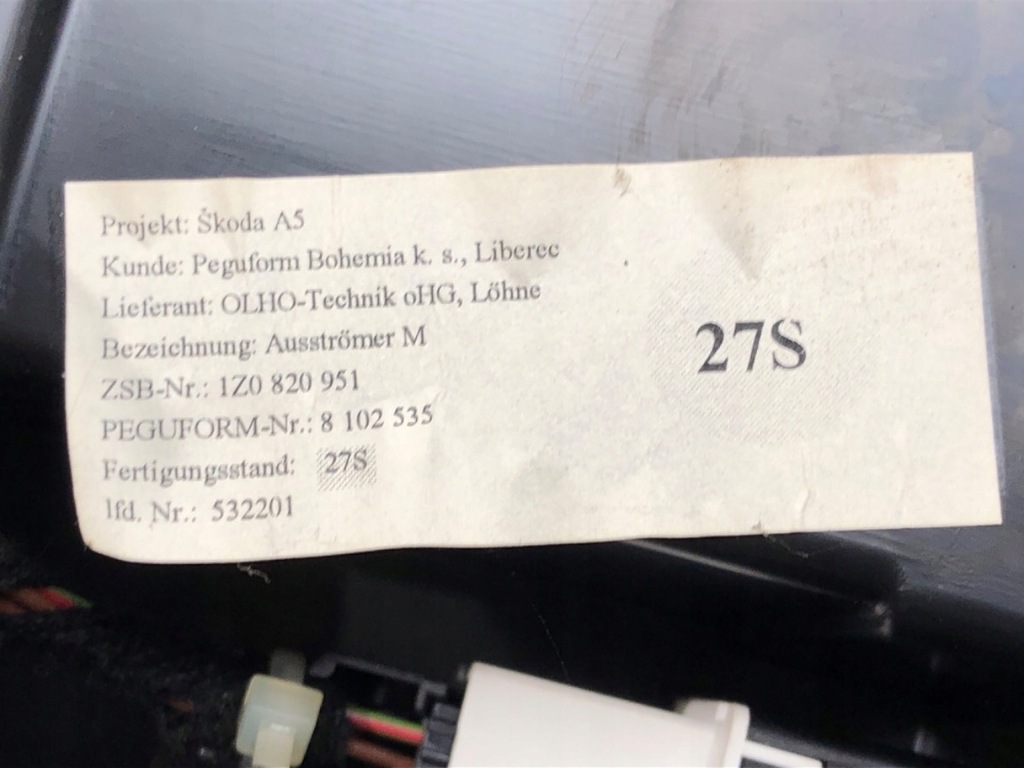 Projekt: Škoda A5
Kunde: Peguform Bohemia k. s., Liberec
Lieferant: OLHO-Technik oHG, Löhne
Bezeichnung: Ausströmer M
ZSB-Nr.: 1Z0 820 951
PEGUFORM-Nr.: 8 102 535
Fertigungsstand: 27S
lfd. Nr.: 532201
27S